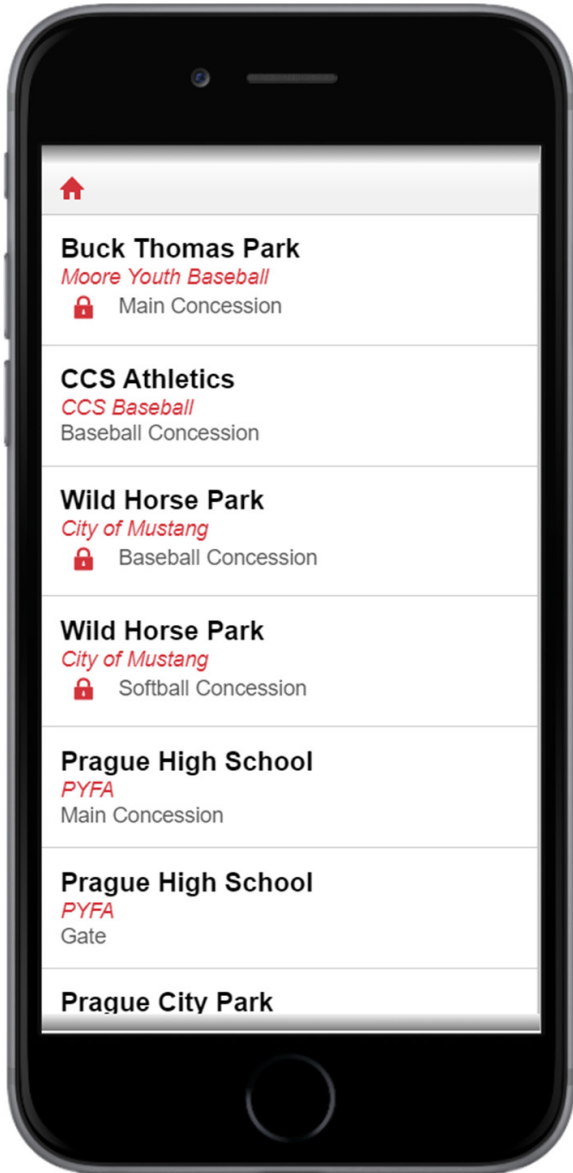 Buck Thomas Park
Moore Youth Baseball
Main Concession
CCS Athletics
CCS Baseball
Baseball Concession
Wild Horse Park
City of Mustang
Baseball Concession
Wild Horse Park
City of Mustang
Softball Concession
Prague High School
PYFA
Main Concession
Prague High School
PYFA
Gate
Prague City Park